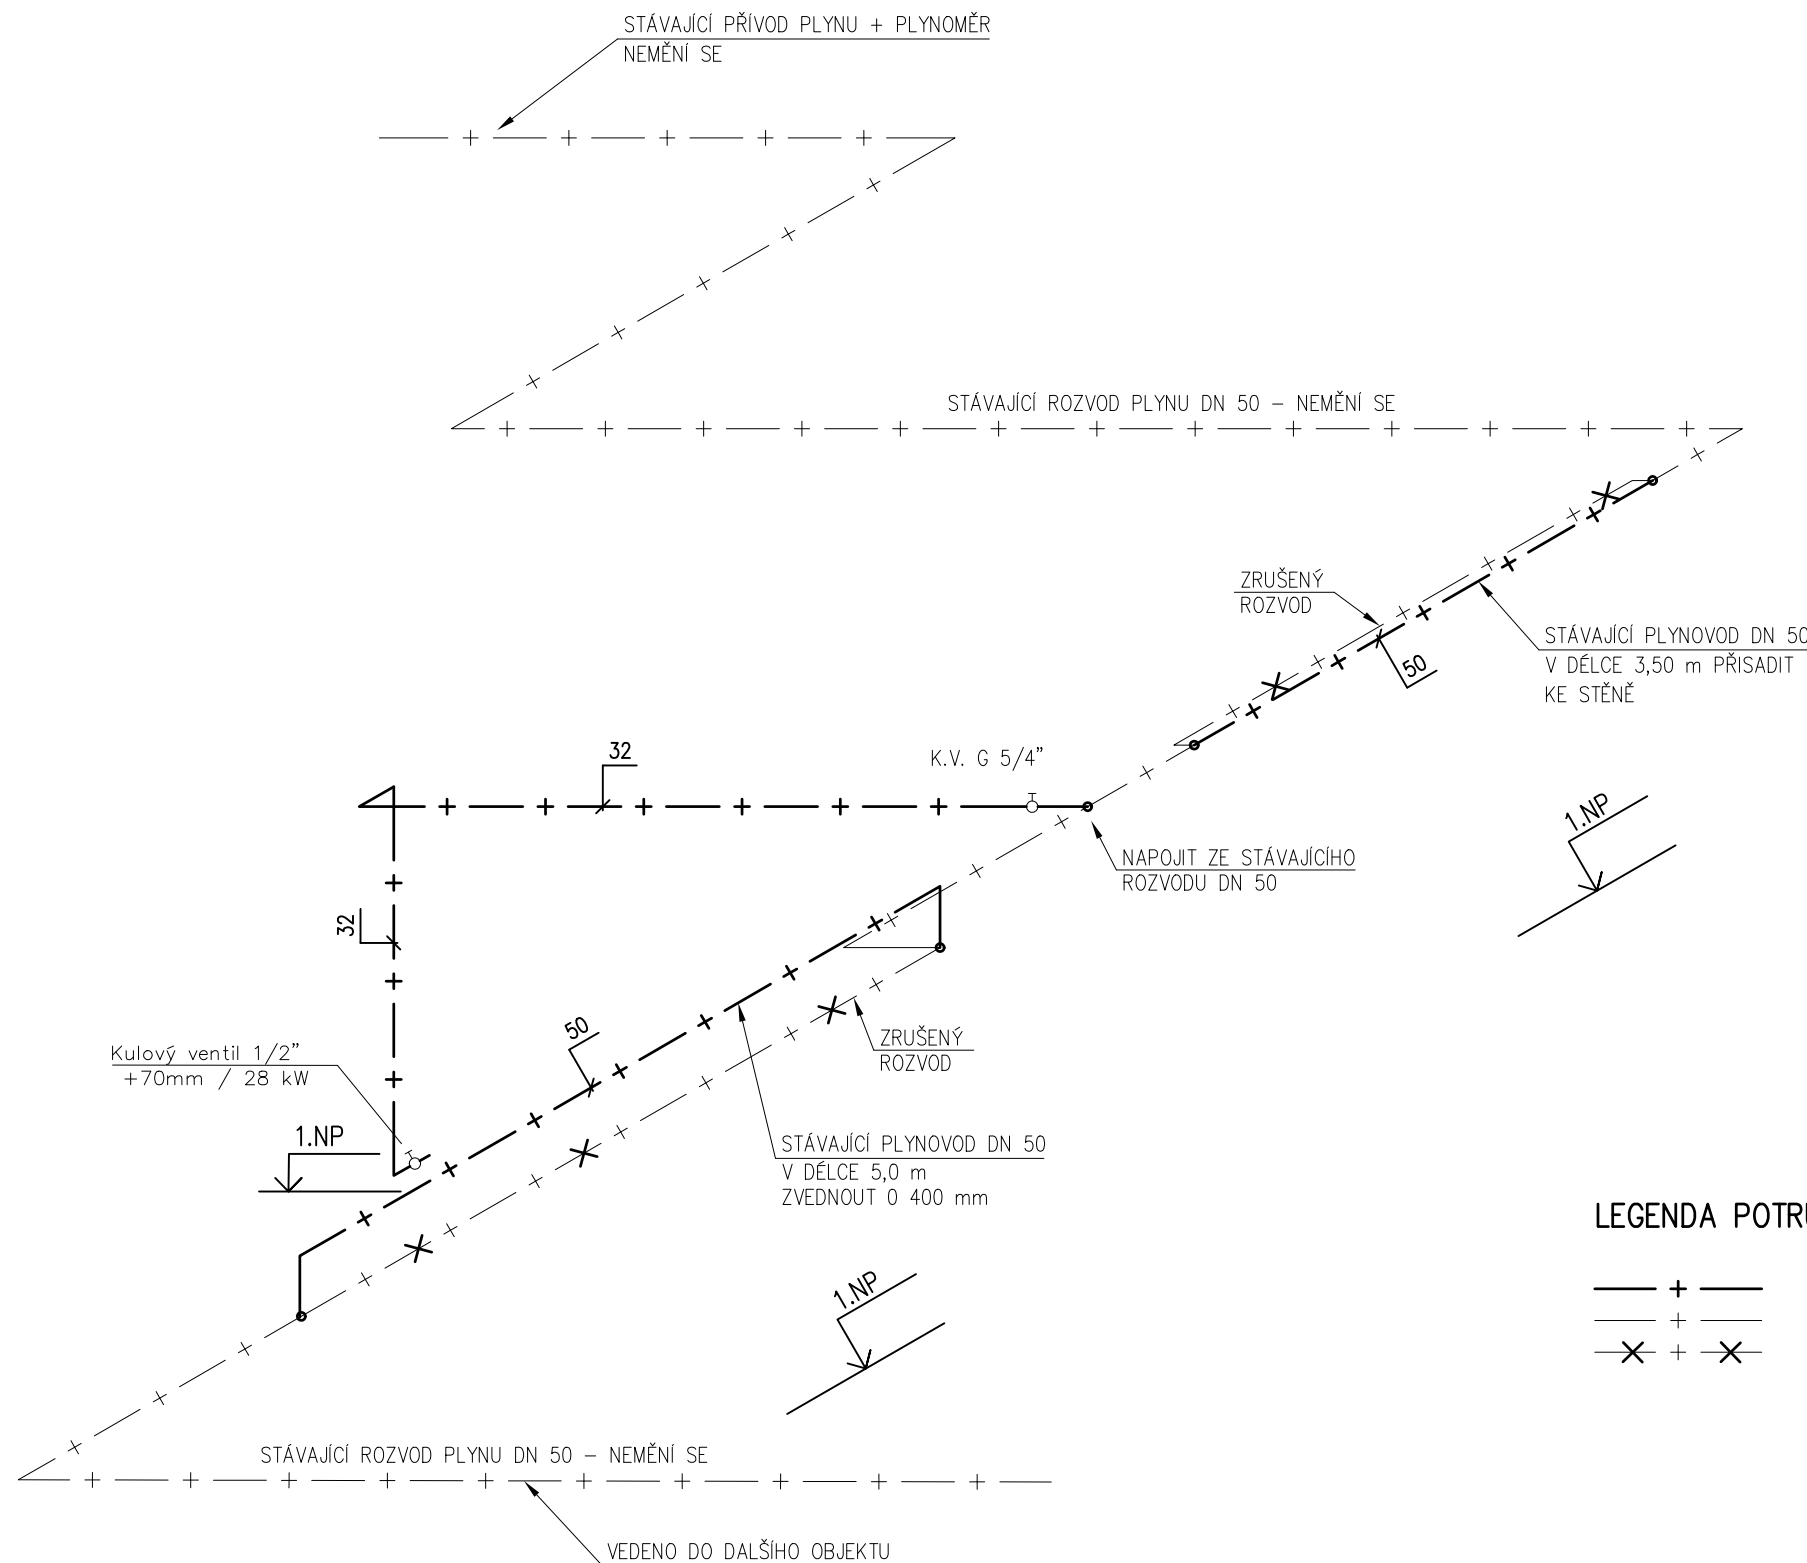 STÁVAJÍCÍ PŘÍVOD PLYNU + PLYNOMĚR
NEMĚNÍ SE
STÁVAJÍCÍ ROZVOD PLYNU DN 50 – NEMĚNÍ SE
ZRUŠENÝ
ROZVOD
STÁVAJÍCÍ PLYNOVOD DN 50
V DÉLCE 3,50 m PŘISADIT
KE STĚNĚ
50
32
K.V. G 5/4"
1.NP
NAPOJIT ZE STÁVAJÍCÍHO
ROZVODU DN 50
32
50
ZRUŠENÝ
ROZVOD
Kulový ventil 1/2"
+70mm / 28 kW
1.NP
STÁVAJÍCÍ PLYNOVOD DN 50
V DÉLCE 5,0 m
ZVEDNOUT O 400 mm
LEGENDA POTRU
1.NP
STÁVAJÍCÍ ROZVOD PLYNU DN 50 – NEMĚNÍ SE
VEDENO DO DALŠÍHO OBJEKTU